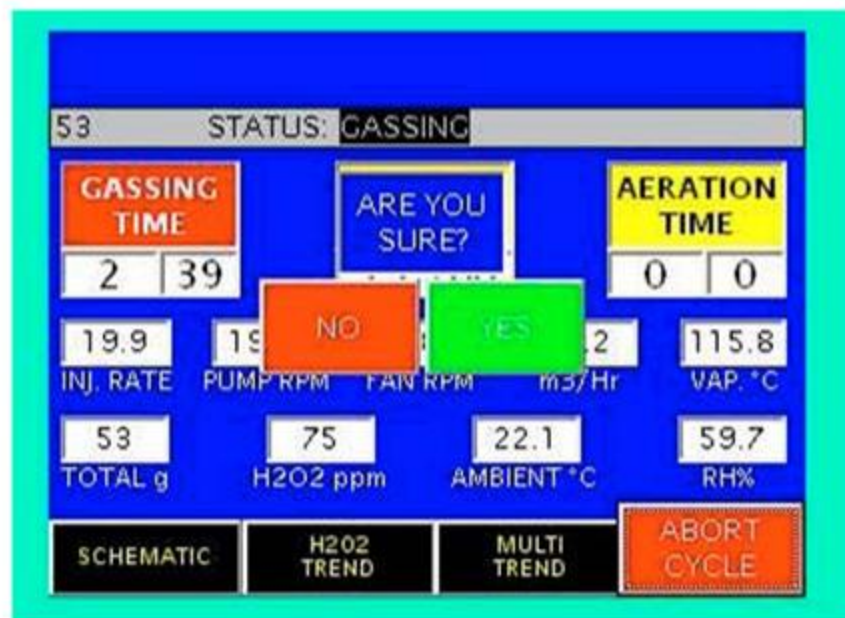 53 STATUS: GASSING
GASSING
TIME
2 39
ARE YOU
SURE?
AERATION
TIME
0 0
NO
YES
19.9
INJ. RATE
19
PUMP RPM
FAN RPM
.2
m3/Hr
115.8
VAP. °C
53
TOTAL g
75
H2O2 ppm
22.1
AMBIENT °C
59.7
RH%
SCHEMATIC
H2O2
TREND
MULTI
TREND
ABORT
CYCLE